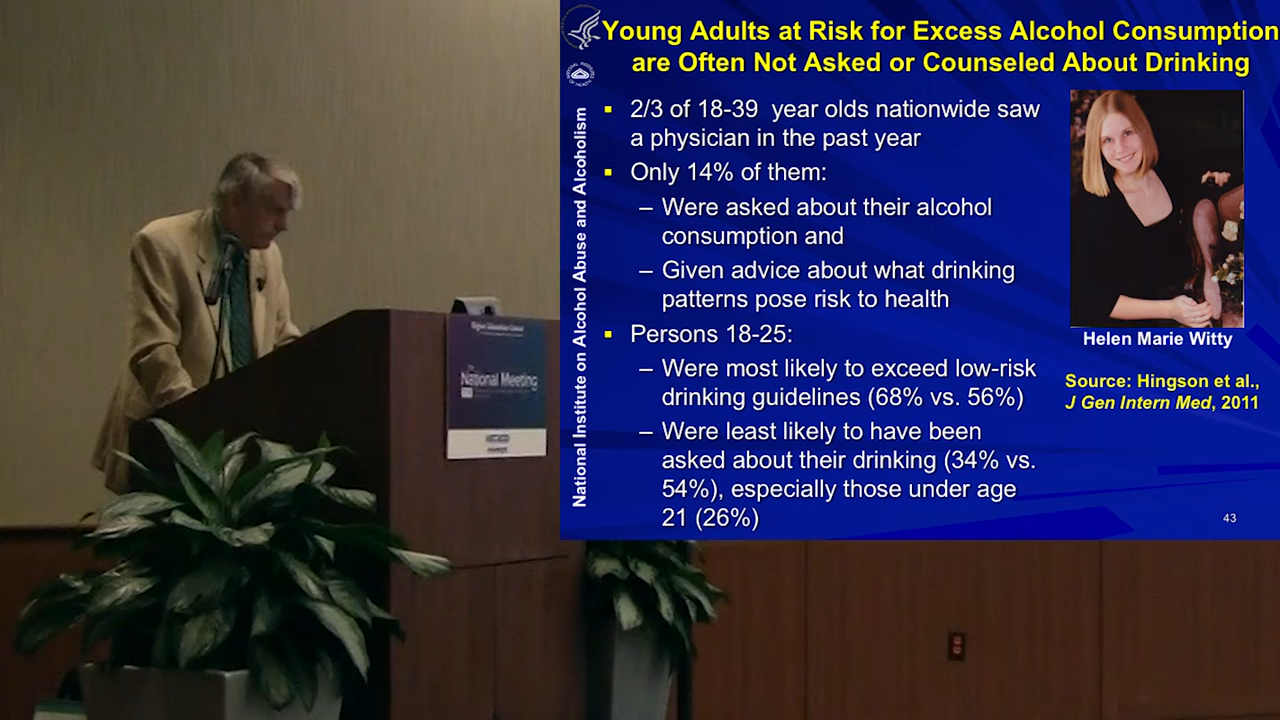 Young Adults at Risk for Excess Alcohol Consumption
are Often Not Asked or Counseled About Drinking
National Institute on Alcohol Abuse and Alcoholism
▪ 2/3 of 18-39 year olds nationwide saw
a physician in the past year
▪ Only 14% of them:
– Were asked about their alcohol
consumption and
– Given advice about what drinking
patterns pose risk to health
▪ Persons 18-25:
– Were most likely to exceed low-risk
drinking guidelines (68% vs. 56%)
– Were least likely to have been
asked about their drinking (34% vs.
54%), especially those under age
21 (26%)
Helen Marie Witty
Source: Hingson et al.,
J Gen Intern Med, 2011
43
National Meeting